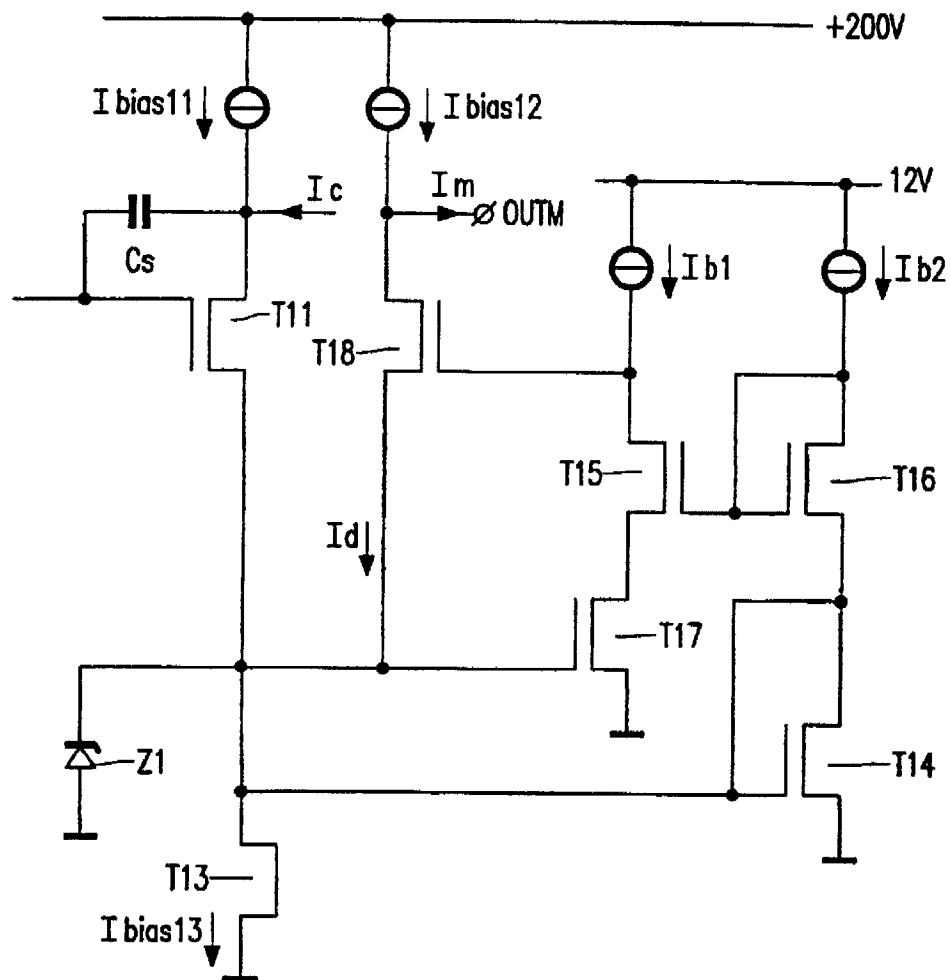 +200V
I bias11
I bias12
Ic
Im
OUTM
12V
Cs
Ib1
Ib2
T11
T18
T15
T16
Id
T17
Z1
T14
T13
I bias13